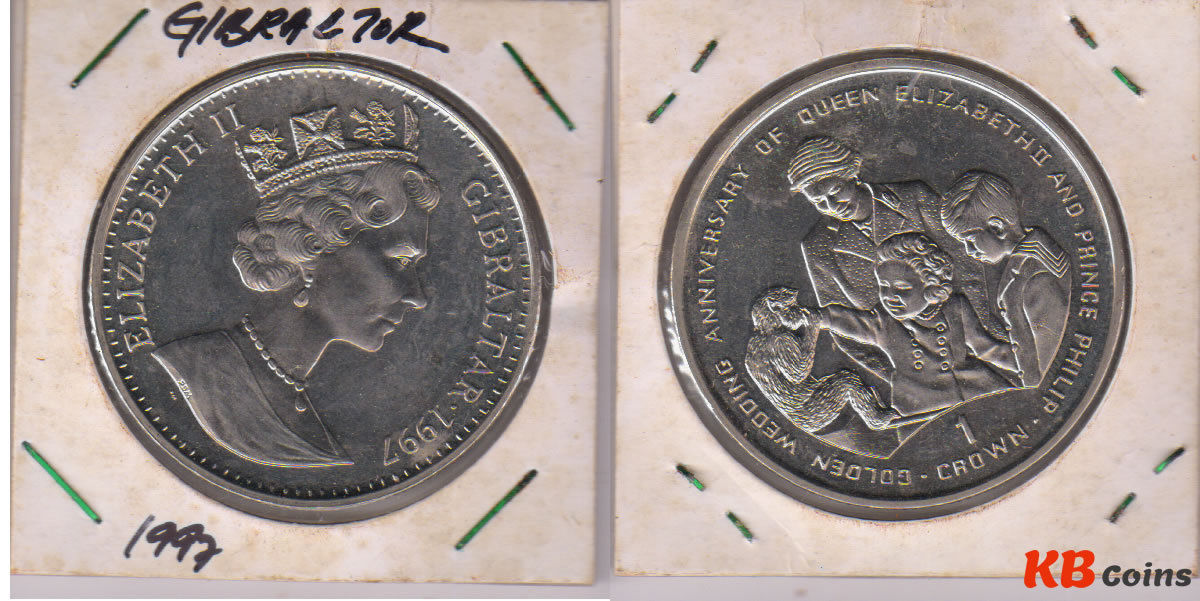 GIBRALTOR
ELIZABETH II
GIBRALTAR · 1997
1997
GOLDEN WEDDING ANNIVERSARY OF QUEEN ELIZABETH II AND PRINCE PHILIP ·
1
CROWN ·
KB Coins